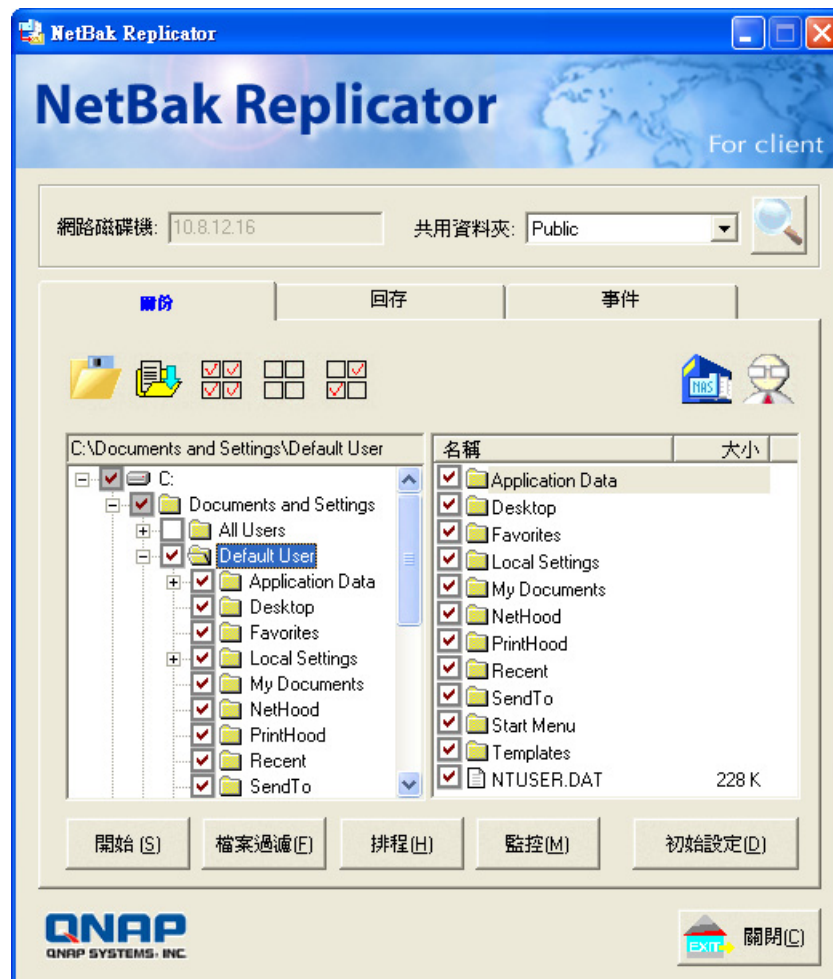 NetBak Replicator
NetBak Replicator
For client
網路磁碟機: 10.8.12.16 共用資料夾: Public
備份 回存 事件
NAS
C:\Documents and Settings\Default User
C:
Documents and Settings
All Users
Default User
Application Data
Desktop
Favorites
Local Settings
My Documents
NetHood
PrintHood
Recent
SendTo
名稱 大小
Application Data
Desktop
Favorites
Local Settings
My Documents
NetHood
PrintHood
Recent
SendTo
Start Menu
Templates
NTUSER.DAT 228 K
開始 (S) 檔案過濾(F) 排程(H) 監控(M) 初始設定(D)
QNAP
QNAP SYSTEMS, INC
EXIT 關閉(C)